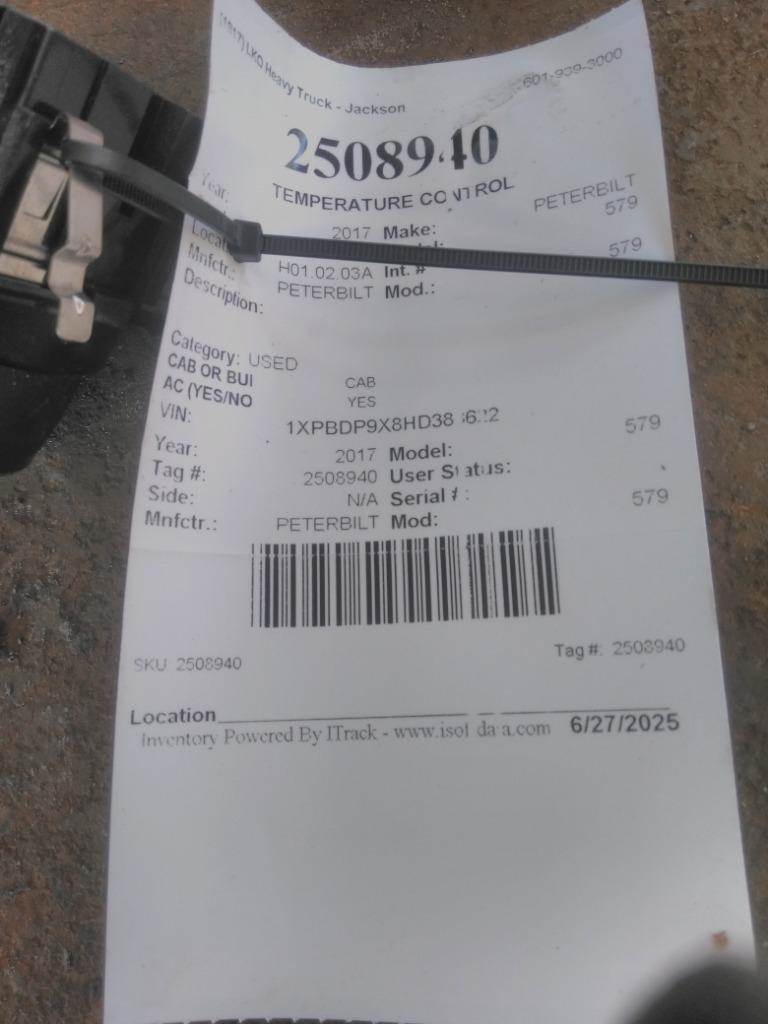 (1617) LKQ Heavy Truck - Jackson 601-939-3000
2508940
TEMPERATURE CONTROL
Year: 2017 Make: PETERBILT
579
Locat H01.02.03A Int. # 579
Mnfctr.: PETERBILT Mod.:
Description:
Category: USED
CAB OR BUI CAB
AC (YES/NO YES
VIN:
Year: 2017 Model: 579
Tag #: 2508940 User Status:
Side: N/A Serial #:
Mnfctr.: PETERBILT Mod: 579
SKU 2508940 Tag #: 2508940
Location
Inventory Powered By ITrack - 6/27/2025